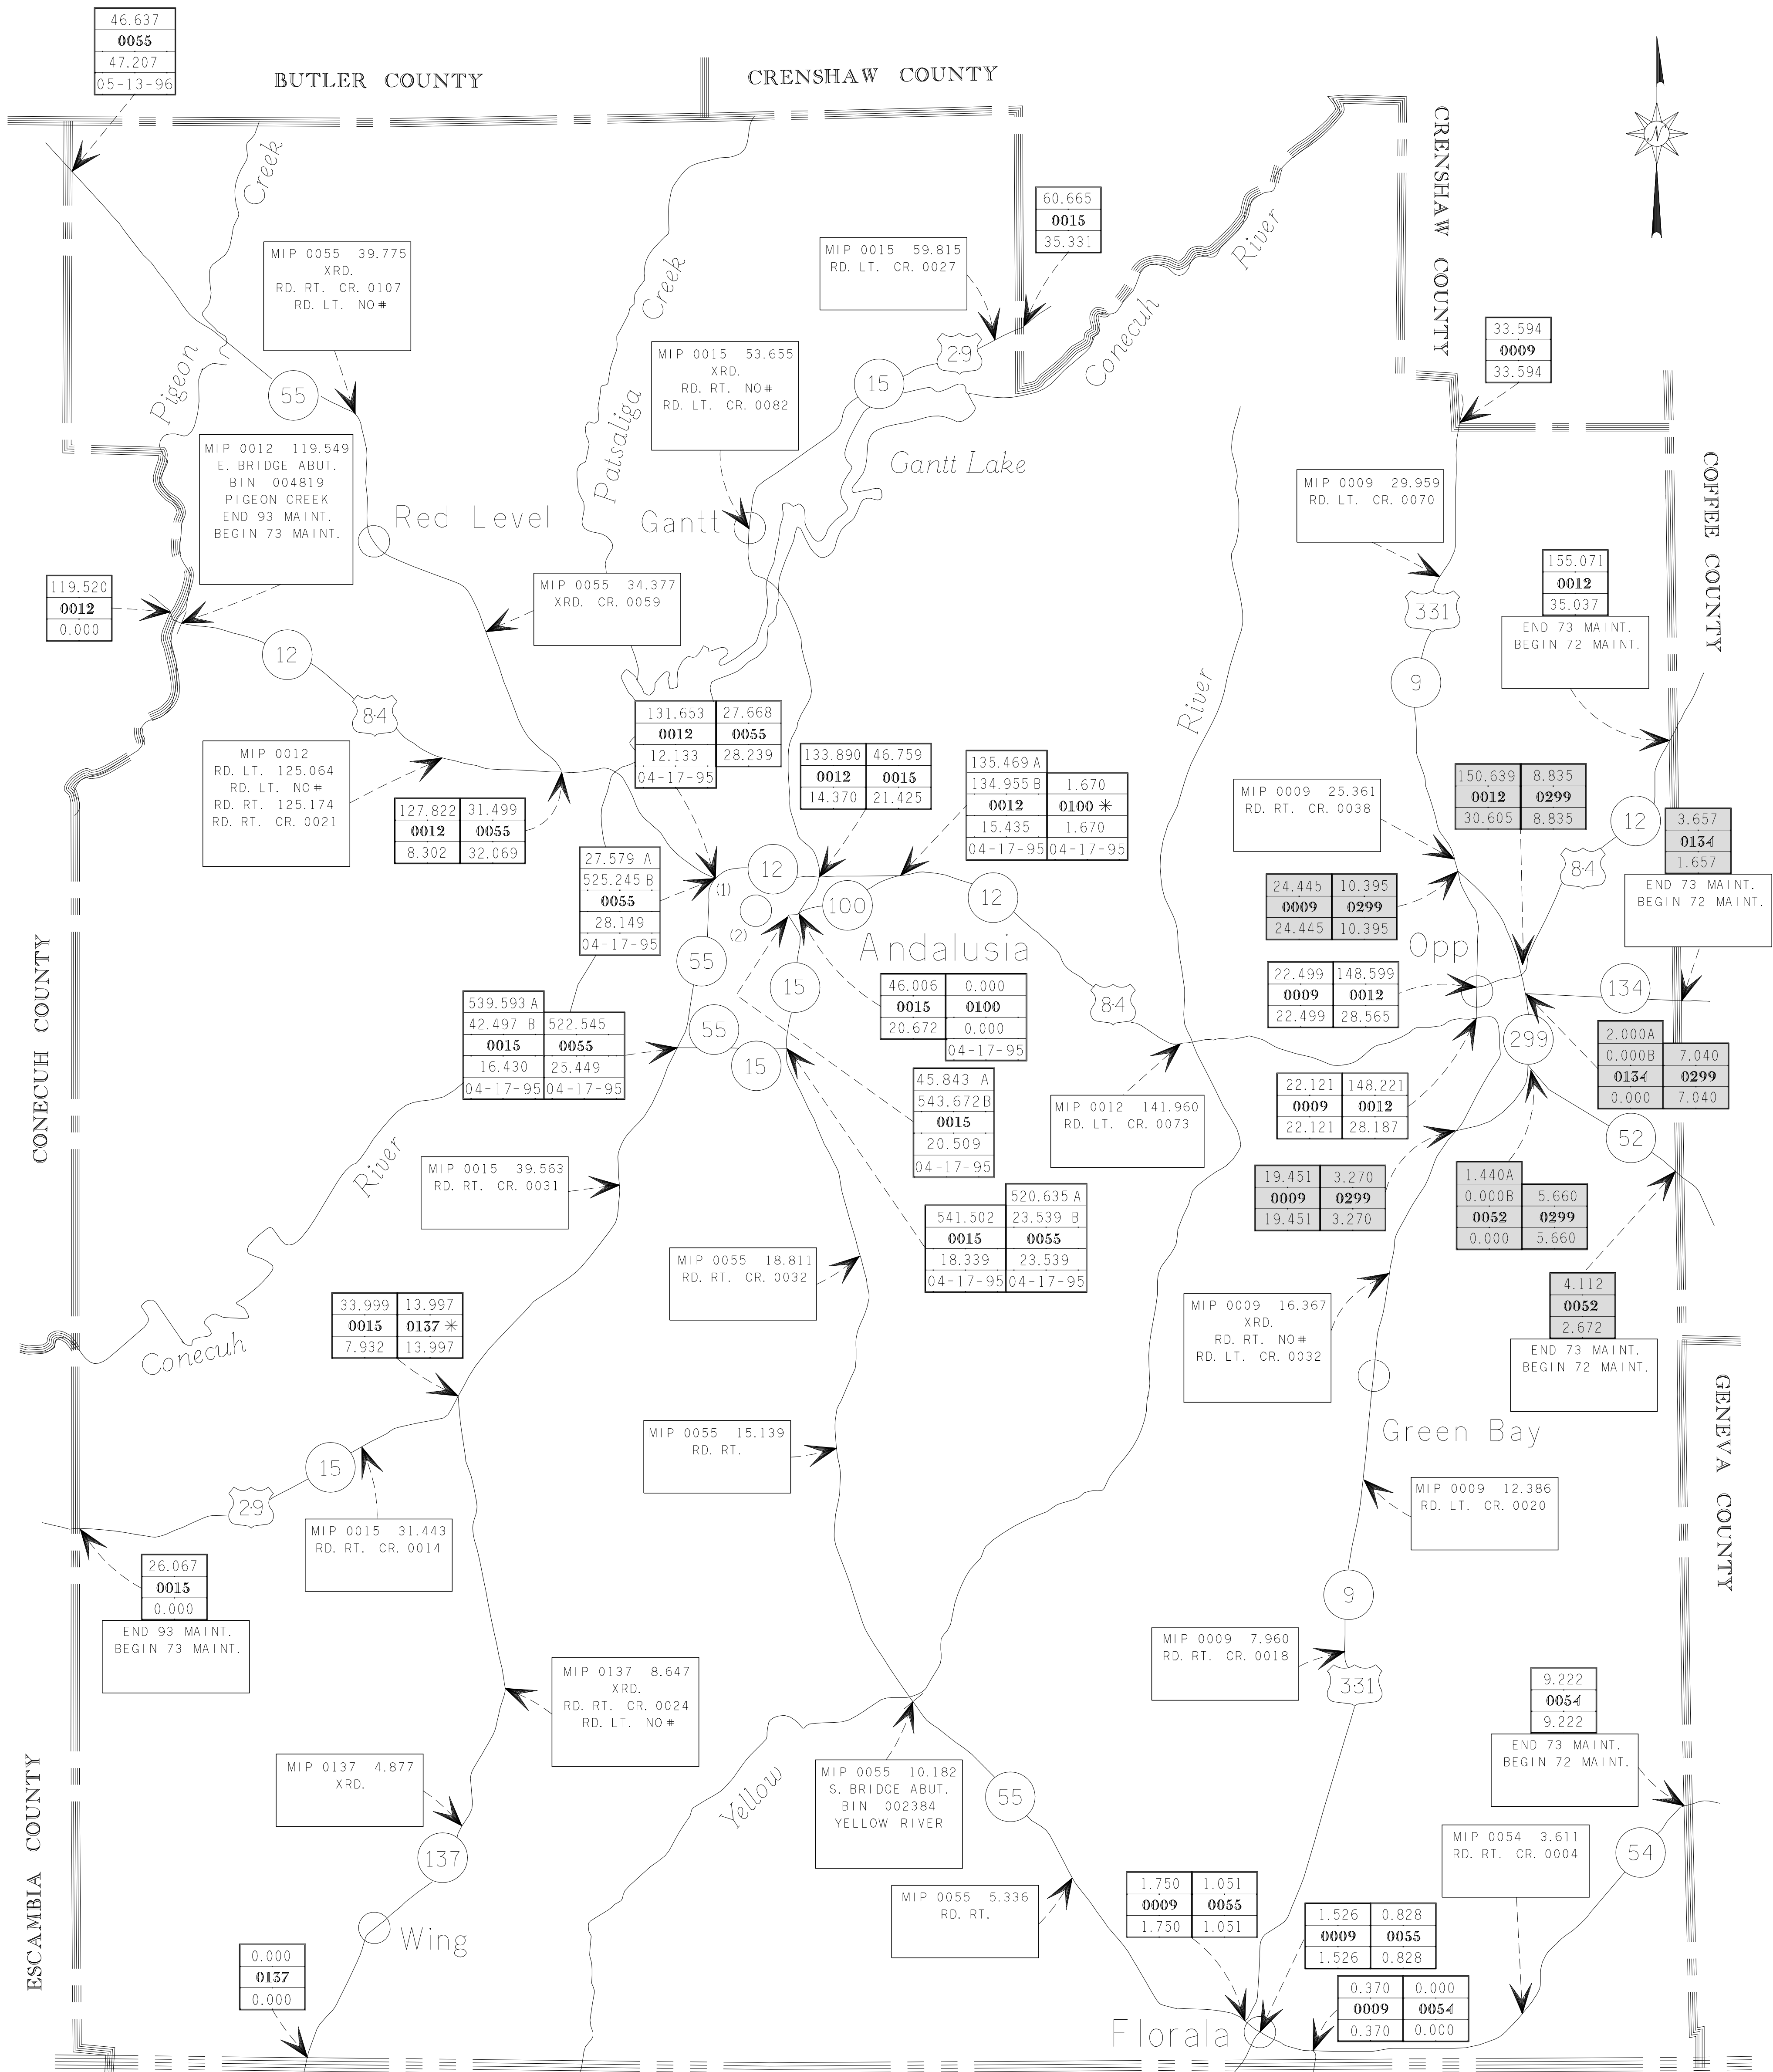 46.637
0055
47.207
05-13-96
BUTLER COUNTY
CRENSHAW COUNTY
CRENSHAW COUNTY
N
Creek
60.665
0015
35.331
MIP 0015 59.815
RD. LT. CR. 0027
River
MIP 0055 39.775
XRD.
RD. RT. CR. 0107
RD. LT. NO#
Creek
Conecuh
33.594
0009
33.594
29
15
MIP 0015 53.655
XRD.
RD. RT. NO#
RD. LT. CR. 0082
Pigeon
55
Patsaliga
Gantt Lake
COFFEE COUNTY
MIP 0012 119.549
E. BRIDGE ABUT.
BIN 004819
PIGEON CREEK
END 93 MAINT.
BEGIN 73 MAINT.
Red Level
Gantt
MIP 0009 29.959
RD. LT. CR. 0070
119.520
0012
0.000
MIP 0055 34.377
XRD. CR. 0059
155.071
0012
35.037
END 73 MAINT.
BEGIN 72 MAINT.
331
12
9
84
River
131.653 27.668
0012 0055
12.133 28.239
04-17-95
133.890 46.759
0012 0015
14.370 21.425
135.469 A
134.955 B 1.670
0012 0100 *
15.435 1.670
04-17-95 04-17-95
MIP 0012
RD. LT. 125.064
RD. LT. NO#
RD. RT. 125.174
RD. RT. CR. 0021
127.822 31.499
0012 0055
8.302 32.069
MIP 0009 25.361
RD. RT. CR. 0038
150.639 8.835
0012 0299
30.605 8.835
12
3.657
0134
1.657
END 73 MAINT.
BEGIN 72 MAINT.
84
27.579 A
525.245 B
0055
28.149
04-17-95
(1)
12
(2)
100
12
24.445 10.395
0009 0299
24.445 10.395
Andalusia
Opp
CONECUH COUNTY
55
15
46.006 0.000
0015 0100
20.672 0.000
04-17-95
84
22.499 148.599
0009 0012
22.499 28.565
134
539.593 A
42.497 B 522.545
0015 0055
16.430 25.449
04-17-95 04-17-95
55
15
299
2.000A
0.000B 7.040
0134 0299
0.000 7.040
45.843 A
543.672 B
0015
20.509
04-17-95
MIP 0012 141.960
RD. LT. CR. 0073
22.121 148.221
0009 0012
22.121 28.187
52
River
MIP 0015 39.563
RD. RT. CR. 0031
19.451 3.270
0009 0299
19.451 3.270
1.440A
0.000B 5.660
0052 0299
0.000 5.660
520.635 A
541.502 23.539 B
0015 0055
18.339 23.539
04-17-95 04-17-95
MIP 0055 18.811
RD. RT. CR. 0032
4.112
0052
2.672
END 73 MAINT.
BEGIN 72 MAINT.
MIP 0009 16.367
XRD.
RD. RT. NO#
RD. LT. CR. 0032
33.999 13.997
0015 0137 *
7.932 13.997
Conecuh
GENEVA COUNTY
Green Bay
MIP 0055 15.139
RD. RT.
15
29
MIP 0009 12.386
RD. LT. CR. 0020
MIP 0015 31.443
RD. RT. CR. 0014
26.067
0015
0.000
END 93 MAINT.
BEGIN 73 MAINT.
9
MIP 0009 7.960
RD. RT. CR. 0018
331
MIP 0137 8.647
XRD.
RD. RT. CR. 0024
RD. LT. NO#
9.222
0054
9.222
END 73 MAINT.
BEGIN 72 MAINT.
MIP 0137 4.877
XRD.
Yellow
MIP 0055 10.182
S. BRIDGE ABUT.
BIN 002384
YELLOW RIVER
55
ESCAMBIA COUNTY
137
MIP 0054 3.611
RD. RT. CR. 0004
54
MIP 0055 5.336
RD. RT.
1.750 1.051
0009 0055
1.750 1.051
1.526 0.828
0009 0055
1.526 0.828
Wing
0.000
0137
0.000
0.370 0.000
0009 0054
0.370 0.000
Florala